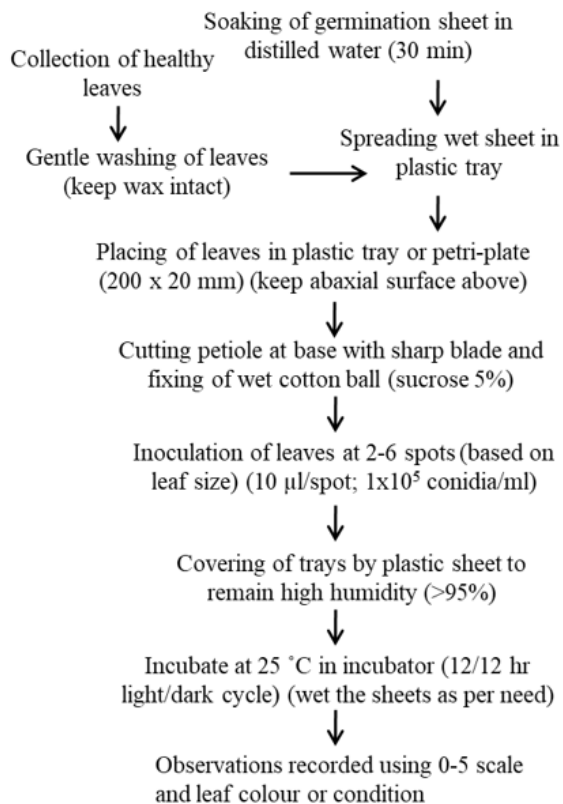 Soaking of germination sheet in
distilled water (30 min)
Collection of healthy
leaves
Gentle washing of leaves
(keep wax intact)
Spreading wet sheet in
plastic tray
Placing of leaves in plastic tray or petri-plate
(200 x 20 mm) (keep abaxial surface above)
Cutting petiole at base with sharp blade and
fixing of wet cotton ball (sucrose 5%)
Inoculation of leaves at 2-6 spots (based on
leaf size) (10 µl/spot; 1x10⁵ conidia/ml)
Covering of trays by plastic sheet to
remain high humidity (>95%)
Incubate at 25 ˚C in incubator (12/12 hr
light/dark cycle) (wet the sheets as per need)
Observations recorded using 0-5 scale
and leaf colour or condition